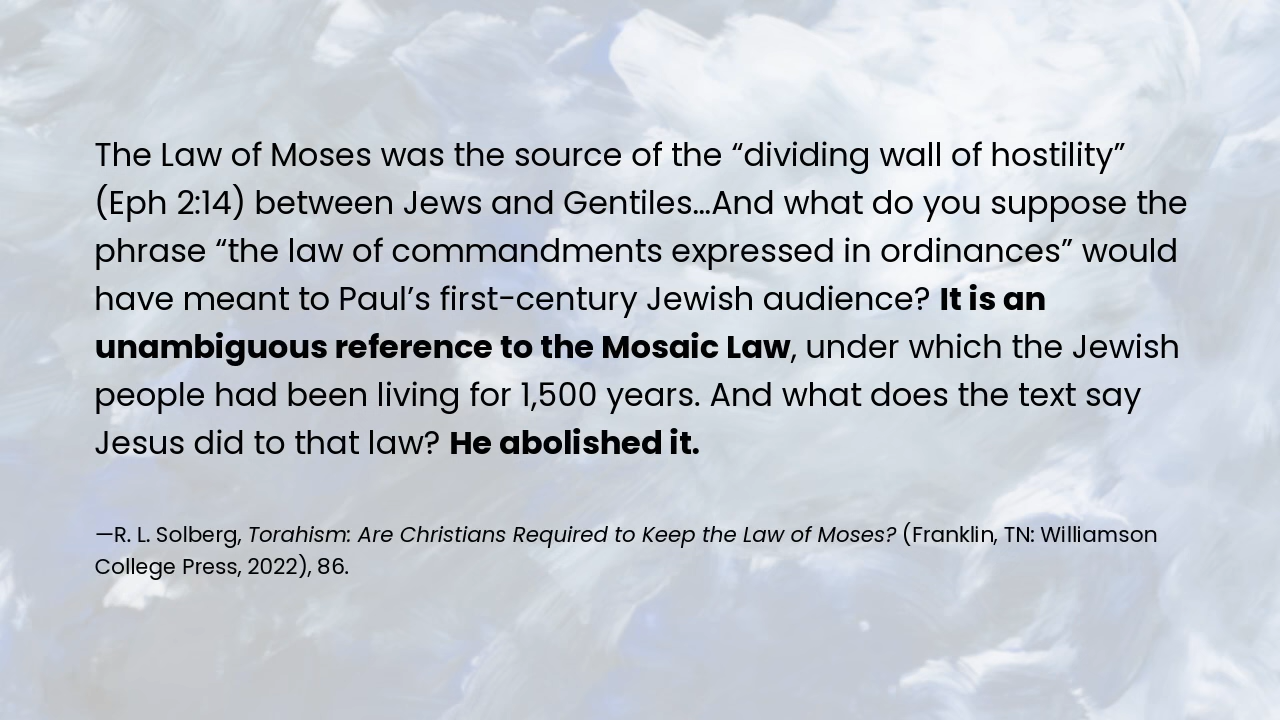 The Law of Moses was the source of the “dividing wall of hostility”
(Eph 2:14) between Jews and Gentiles…And what do you suppose the
phrase “the law of commandments expressed in ordinances” would
have meant to Paul’s first-century Jewish audience? It is an
unambiguous reference to the Mosaic Law, under which the Jewish
people had been living for 1,500 years. And what does the text say
Jesus did to that law? He abolished it.
—R. L. Solberg, Torahism: Are Christians Required to Keep the Law of Moses? (Franklin, TN: Williamson
College Press, 2022), 86.